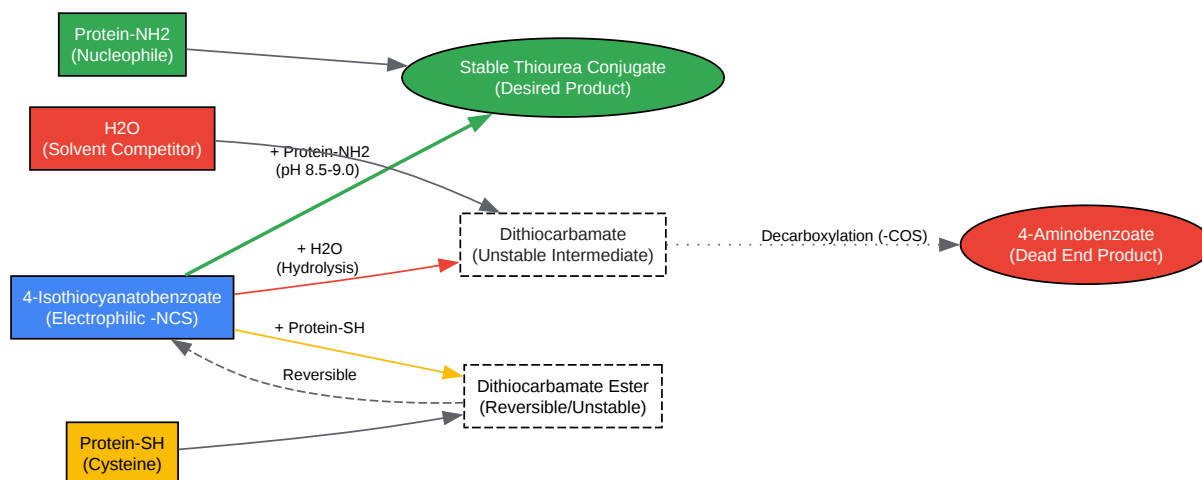 Protein-NH2
(Nucleophile)
Stable Thiourea Conjugate
(Desired Product)
H2O
(Solvent Competitor)
+ Protein-NH2
(pH 8.5-9.0)
Dithiocarbamate
(Unstable Intermediate)
Decarboxylation (-COS)
4-Aminobenzoate
(Dead End Product)
+ H2O
(Hydrolysis)
4-Isothiocyanatobenzoate
(Electrophilic -NCS)
+ Protein-SH
Reversible
Dithiocarbamate Ester
(Reversible/Unstable)
Protein-SH
(Cysteine)